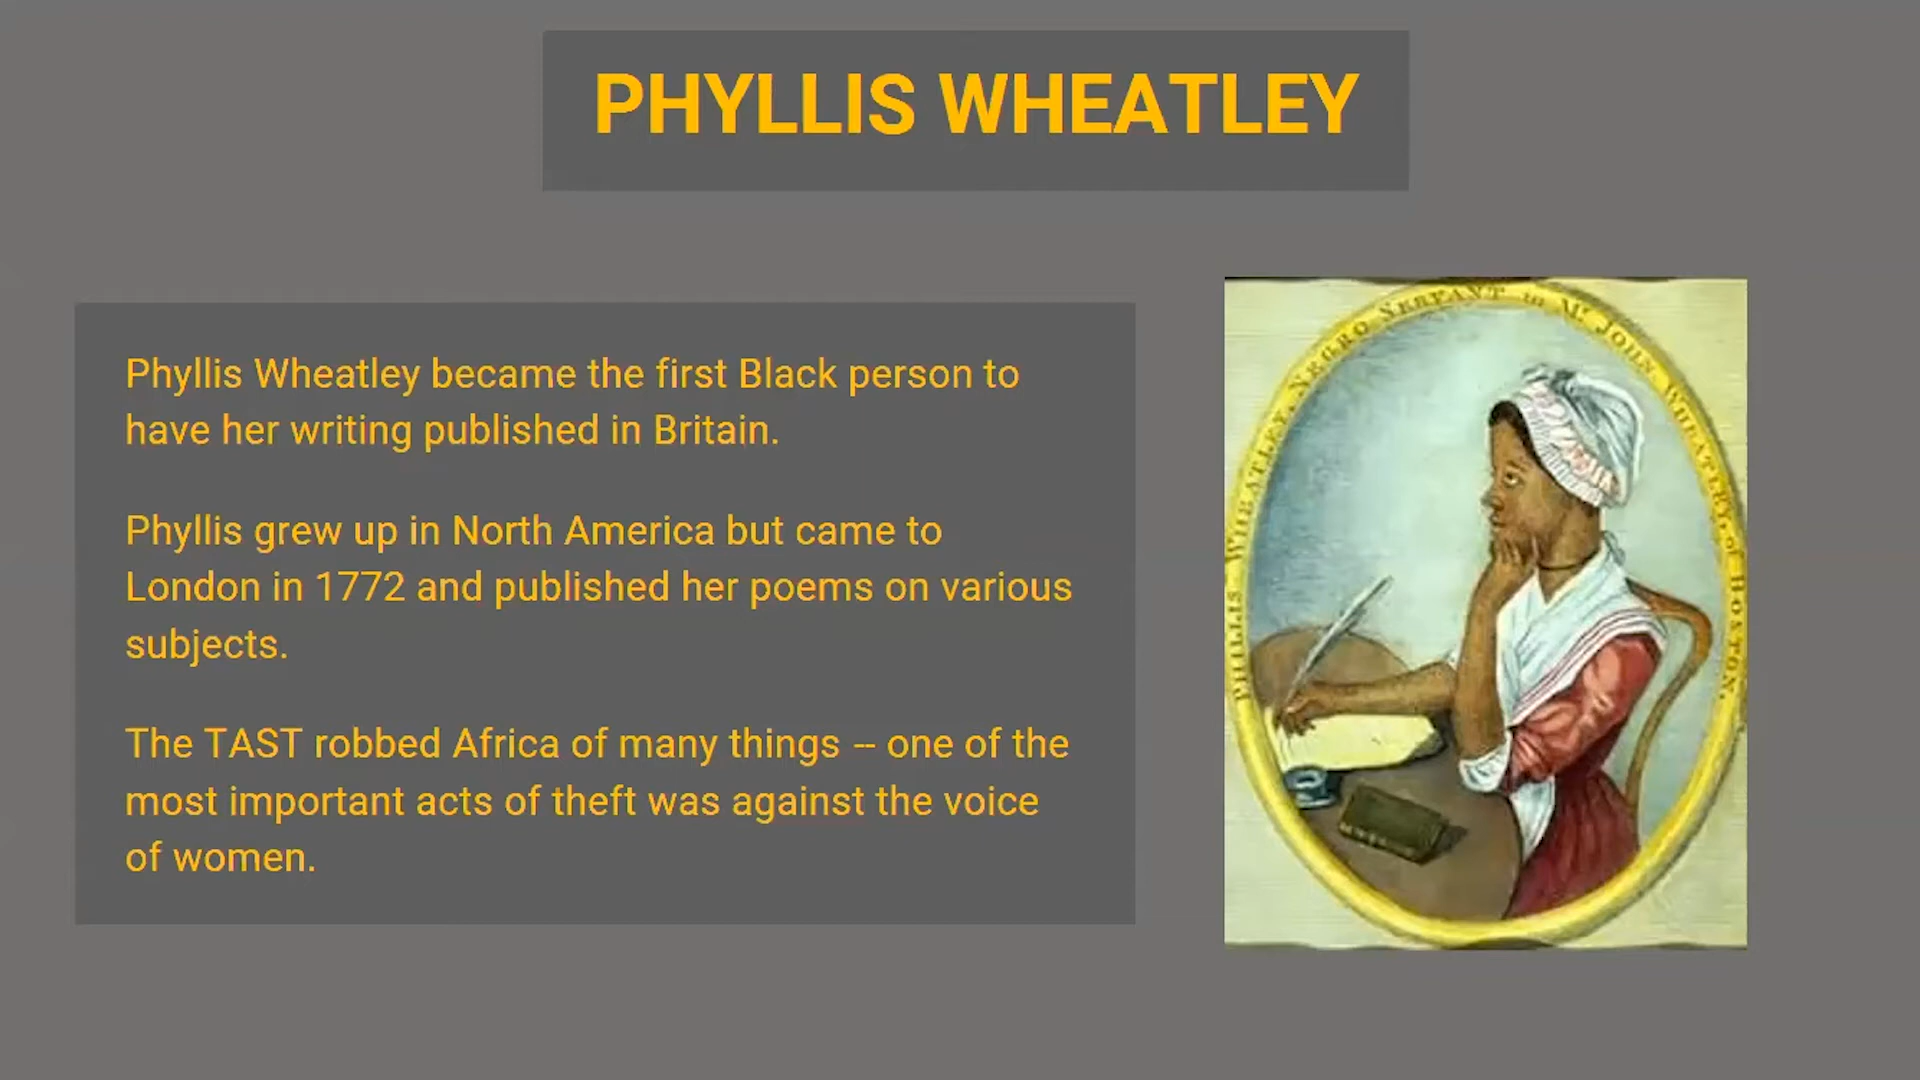 PHYLLIS WHEATLEY
Phyllis Wheatley became the first Black person to
have her writing published in Britain.
Phyllis grew up in North America but came to
London in 1772 and published her poems on various
subjects.
The TAST robbed Africa of many things -- one of the
most important acts of theft was against the voice
of women.
PHILLIS WHEATLEY, NEGRO SERVANT to Mr. JOHN WHEATLEY, of BOSTON.